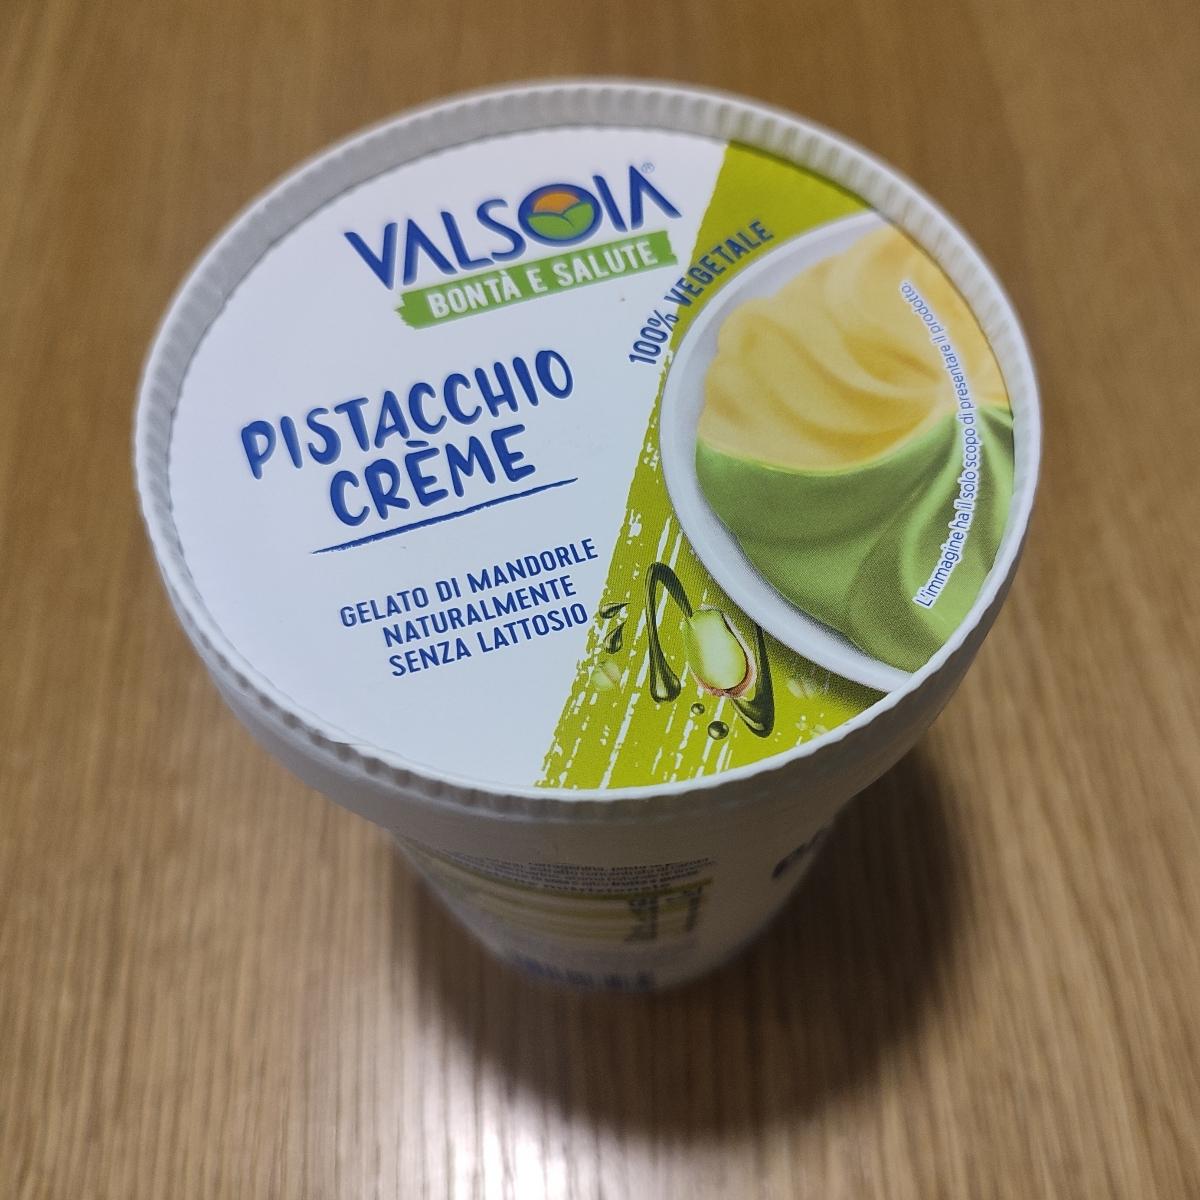 VALSOIA®
BONTÀ E SALUTE
100% VEGETALE
PISTACCHIO
CRÈME
GELATO DI MANDORLE
NATURALMENTE
SENZA LATTOSIO
L'immagine ha il solo scopo di presentare il prodotto.